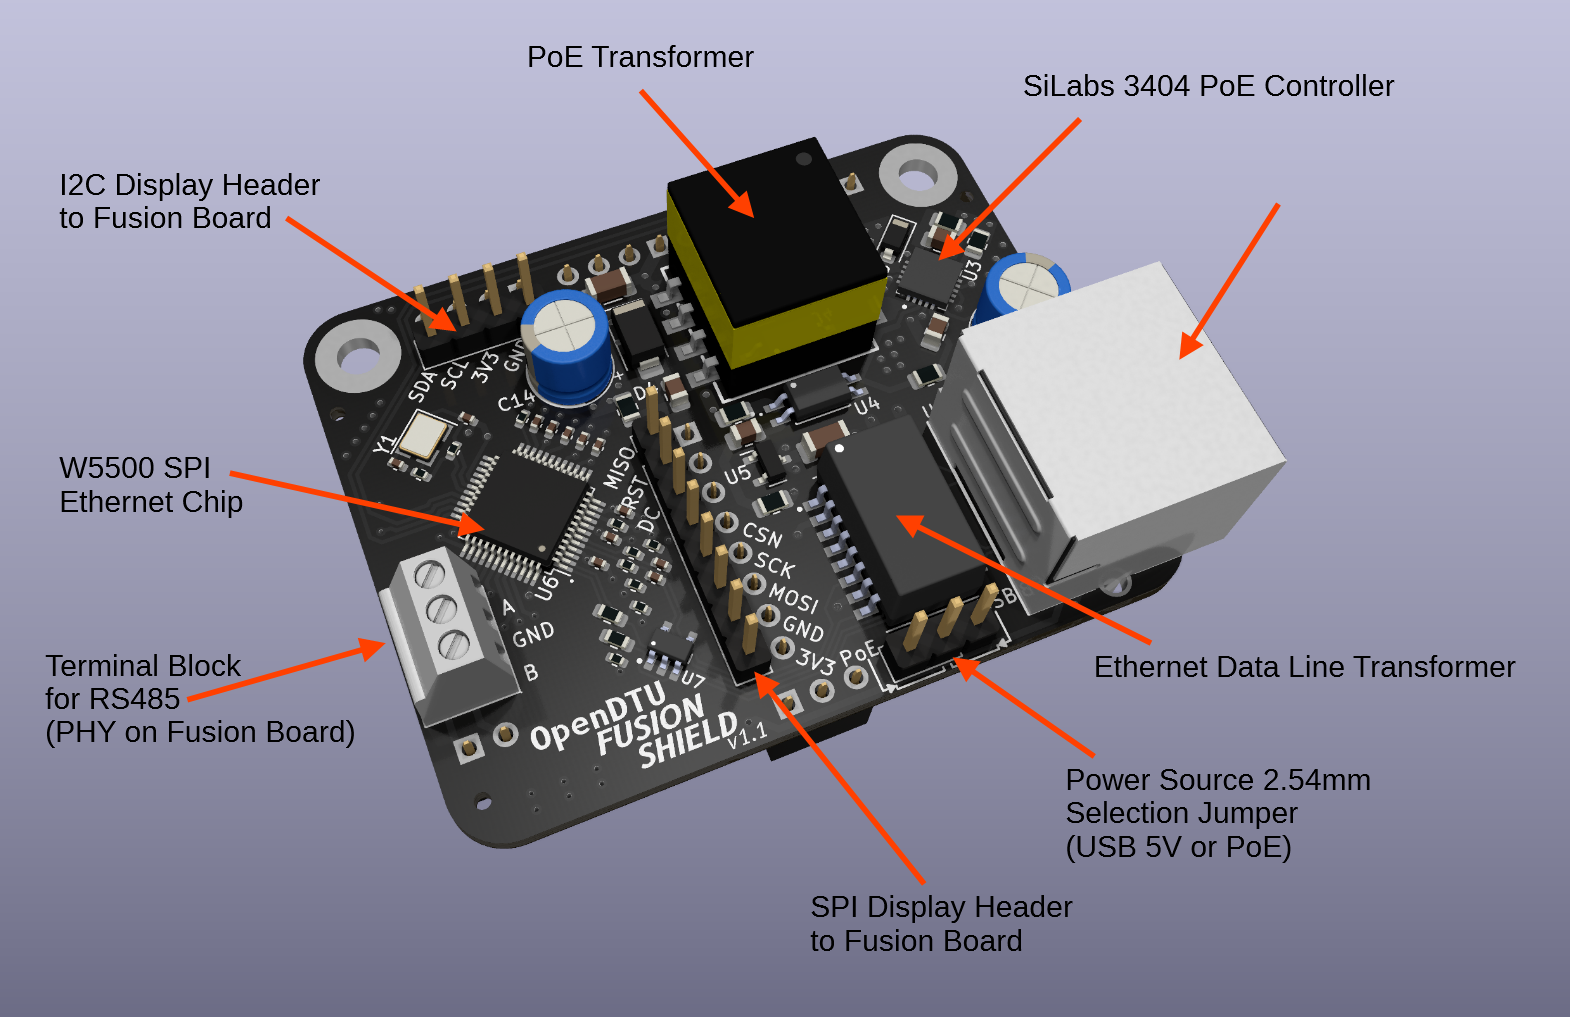 PoE Transformer
SiLabs 3404 PoE Controller
I2C Display Header
to Fusion Board
W5500 SPI
Ethernet Chip
Terminal Block
for RS485
(PHY on Fusion Board)
Ethernet Data Line Transformer
Power Source 2.54mm
Selection Jumper
(USB 5V or PoE)
SPI Display Header
to Fusion Board
SDA
SCL
3V3
GND
C14
+
Y1
U3
U4
U5
MISO
RST
DC
CSN
SCK
MOSI
GND
3V3
PoE
U6
A
GND
B
U7
OpenDTU
FUSION
SHIELD
v1.1